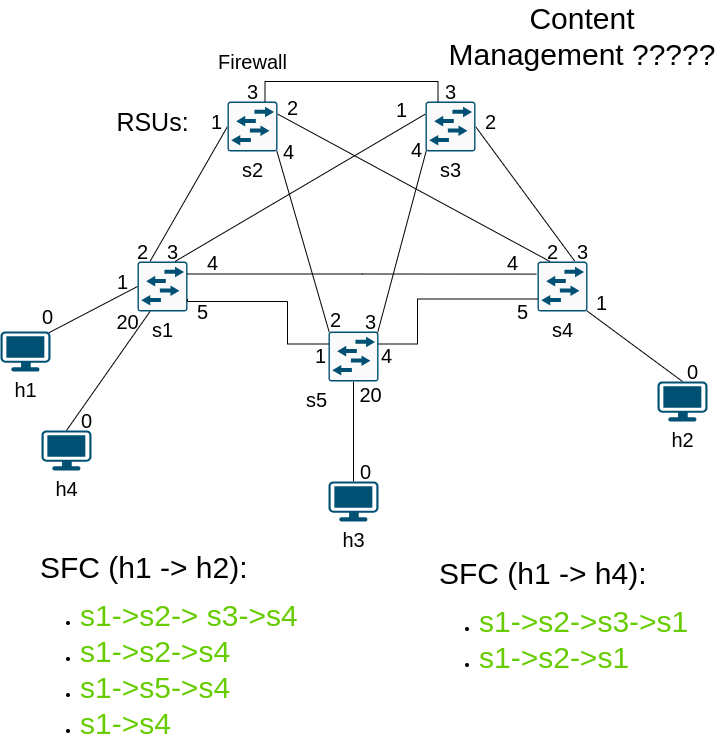 Content
Management ?????
Firewall
3
3
RSUs:
1
2
1
2
4
4
s2
s3
2
3
4
4
2
3
1
5
5
1
0
20
s1
2
3
s4
1
4
h1
s5
20
0
0
h2
h4
0
h3
SFC (h1 -> h2):
• s1->s2-> s3->s4
• s1->s2->s4
• s1->s5->s4
• s1->s4
SFC (h1 -> h4):
• s1->s2->s3->s1
• s1->s2->s1